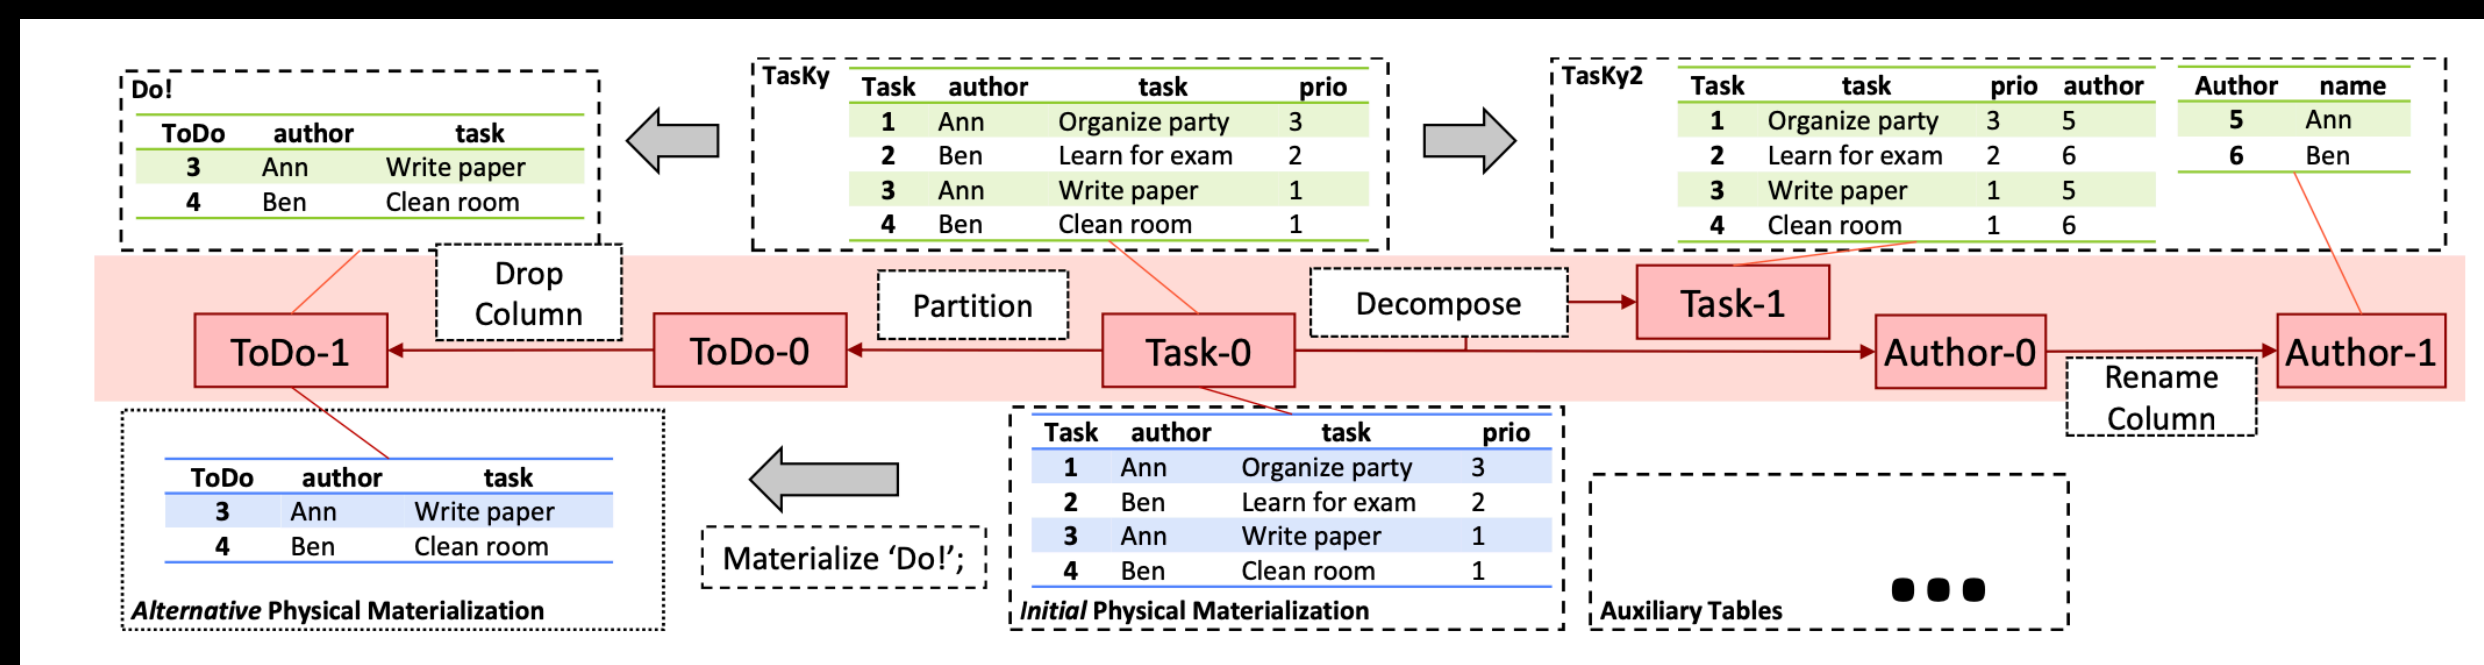 Do!
ToDo author task
3 Ann Write paper
4 Ben Clean room
TasKy
Task author task prio
1 Ann Organize party 3
2 Ben Learn for exam 2
3 Ann Write paper 1
4 Ben Clean room 1
TasKy2
Task task prio author
1 Organize party 3 5
2 Learn for exam 2 6
3 Write paper 1 5
4 Clean room 1 6
Author name
5 Ann
6 Ben
Drop
Column
Partition
Decompose
Task-1
ToDo-1
ToDo-0
Task-0
Author-0
Author-1
Rename
Column
ToDo author task
3 Ann Write paper
4 Ben Clean room
Alternative Physical Materialization
Materialize ‘Do!’;
Task author task prio
1 Ann Organize party 3
2 Ben Learn for exam 2
3 Ann Write paper 1
4 Ben Clean room 1
Initial Physical Materialization
Auxiliary Tables
...